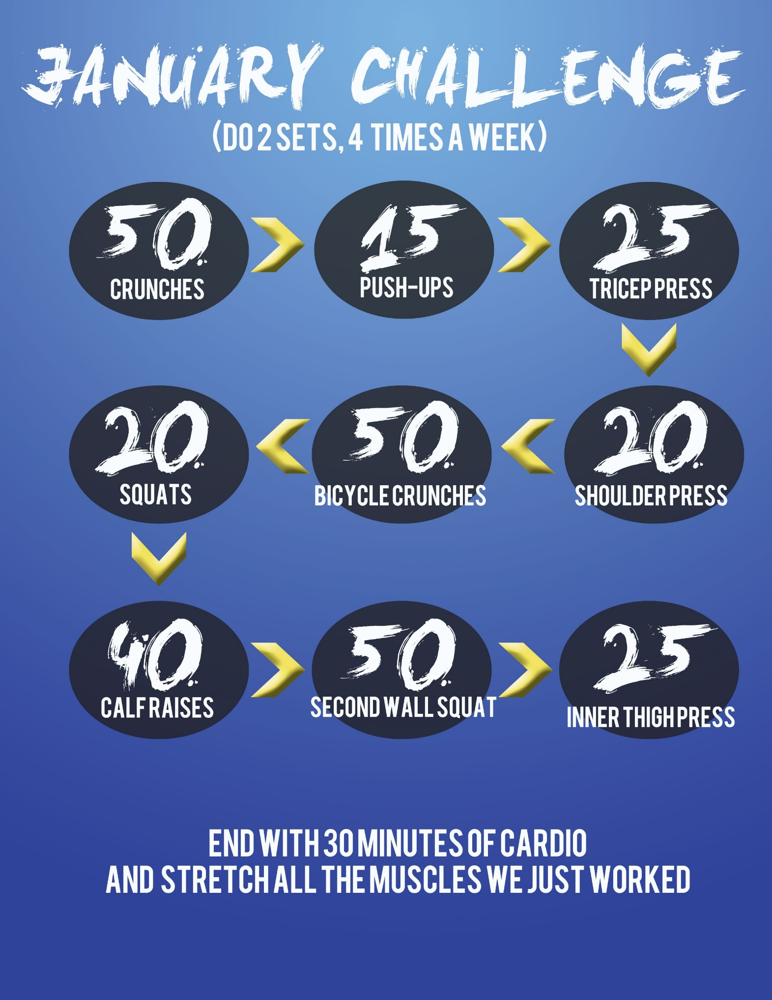 JANUARY CHALLENGE
(DO 2 SETS, 4 TIMES A WEEK)
50
CRUNCHES
15
PUSH-UPS
25
TRICEP PRESS
20
SHOULDER PRESS
50
BICYCLE CRUNCHES
20
SQUATS
40
CALF RAISES
50
SECOND WALL SQUAT
25
INNER THIGH PRESS
END WITH 30 MINUTES OF CARDIO
AND STRETCH ALL THE MUSCLES WE JUST WORKED